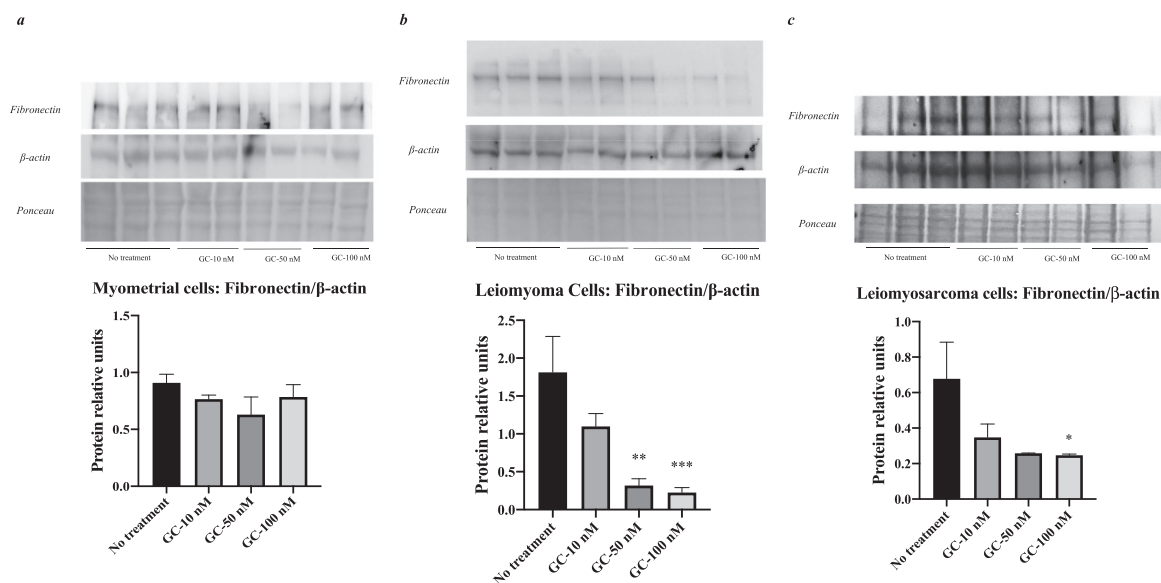 a
Fibronectin
β-actin
Ponceau
No treatment GC-10 nM GC-50 nM GC-100 nM
Myometrial cells: Fibronectin/β-actin
Protein relative units
1.5
1.0
0.5
0.0
No treatment
GC-10 nM
GC-50 nM
GC-100 nM
b
Fibronectin
β-actin
Ponceau
No treatment GC-10 nM GC-50 nM GC-100 nM
Leiomyoma Cells: Fibronectin/β-actin
Protein relative units
2.5
2.0
1.5
1.0
0.5
0.0
**
***
No treatment
GC-10 nM
GC-50 nM
GC-100 nM
c
Fibronectin
β-actin
Ponceau
No treatment GC-10 nM GC-50 nM GC-100 nM
Leiomyosarcoma cells: Fibronectin/β-actin
Protein relative units
1.0
0.8
0.6
0.4
0.2
0.0
*
No treatment
GC-10 nM
GC-50 nM
GC-100 nM